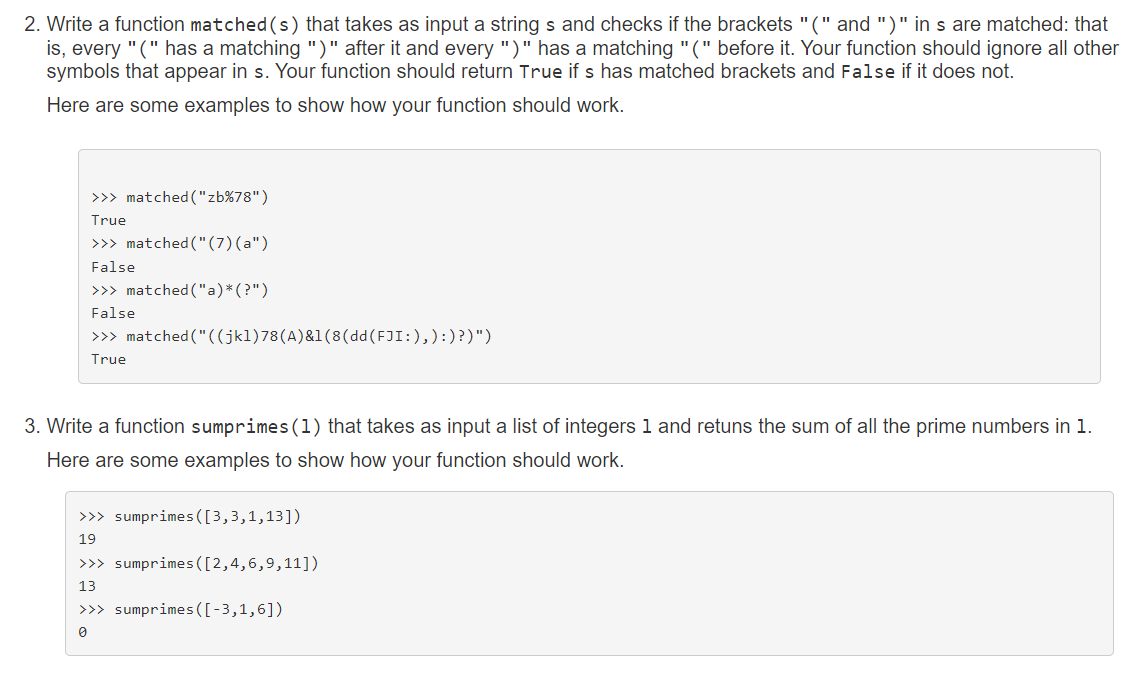 2. Write a function matched(s) that takes as input a string s and checks if the brackets "(" and ")" in s are matched: that
is, every "(" has a matching ")" after it and every ")" has a matching "(" before it. Your function should ignore all other
symbols that appear in s. Your function should return True if s has matched brackets and False if it does not.
Here are some examples to show how your function should work.
>>> matched("zb%78")
True
>>> matched("(7)(a")
False
>>> matched("a)*(?")
False
>>> matched("((jkl)78(A)&l(8(dd(FJI:),):)?)")
True
3. Write a function sumprimes(l) that takes as input a list of integers l and retuns the sum of all the prime numbers in l.
Here are some examples to show how your function should work.
>>> sumprimes([3,3,1,13])
19
>>> sumprimes([2,4,6,9,11])
13
>>> sumprimes([-3,1,6])
0